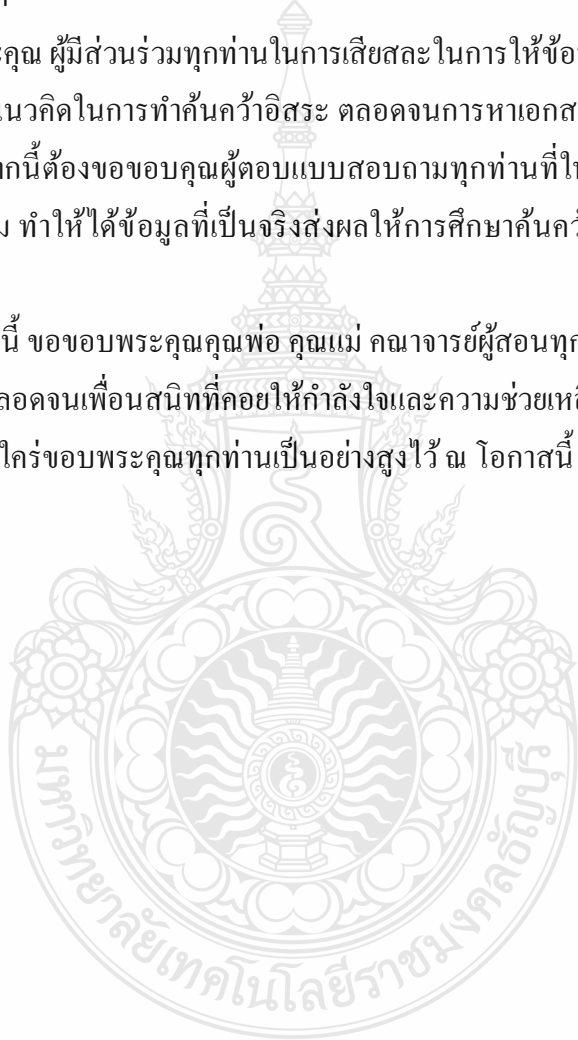 ะคุณ ผู้มีส่วนร่วมทุกท่านในการเสียสละในการให้ข้อ
แนวคิดในการทำค้นคว้าอิสระ ตลอดจนการหาเอกส
กนี้ต้องขอขอบคุณผู้ตอบแบบสอบถามทุกท่านที่ใ
ม ทำให้ได้ข้อมูลที่เป็นจริงส่งผลให้การศึกษาค้นคว้
นี้ ขอขอบพระคุณคุณพ่อ คุณแม่ คณาจารย์ผู้สอนทุก
ลอดจนเพื่อนสนิทที่คอยให้กำลังใจและความช่วยเหลื
ใคร่ขอบพระคุณทุกท่านเป็นอย่างสูงไว้ ณ โอกาสนี้
มหาวิทยาลัยเทคโนโลยีราชมงคลธัญบุรี